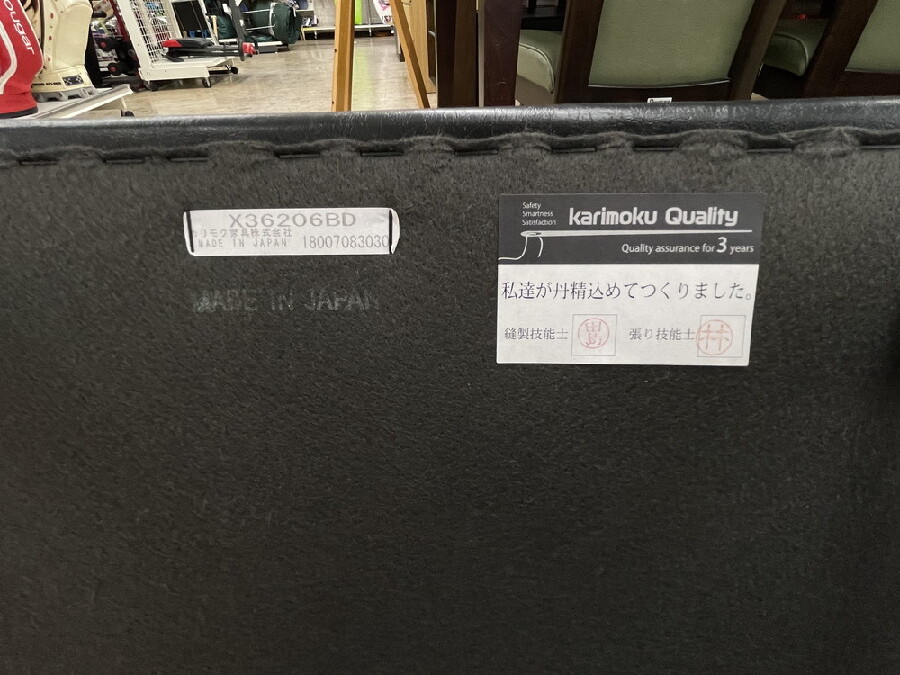 cougar
X36206BD
カリモク家具株式会社
MADE IN JAPAN 18007083030
MADE IN JAPAN
Safety
Smartness
Satisfaction
karimoku Quality
Quality assurance for 3 years
私達が丹精込めてつくりました。
縫製技能士
張り技能士 林